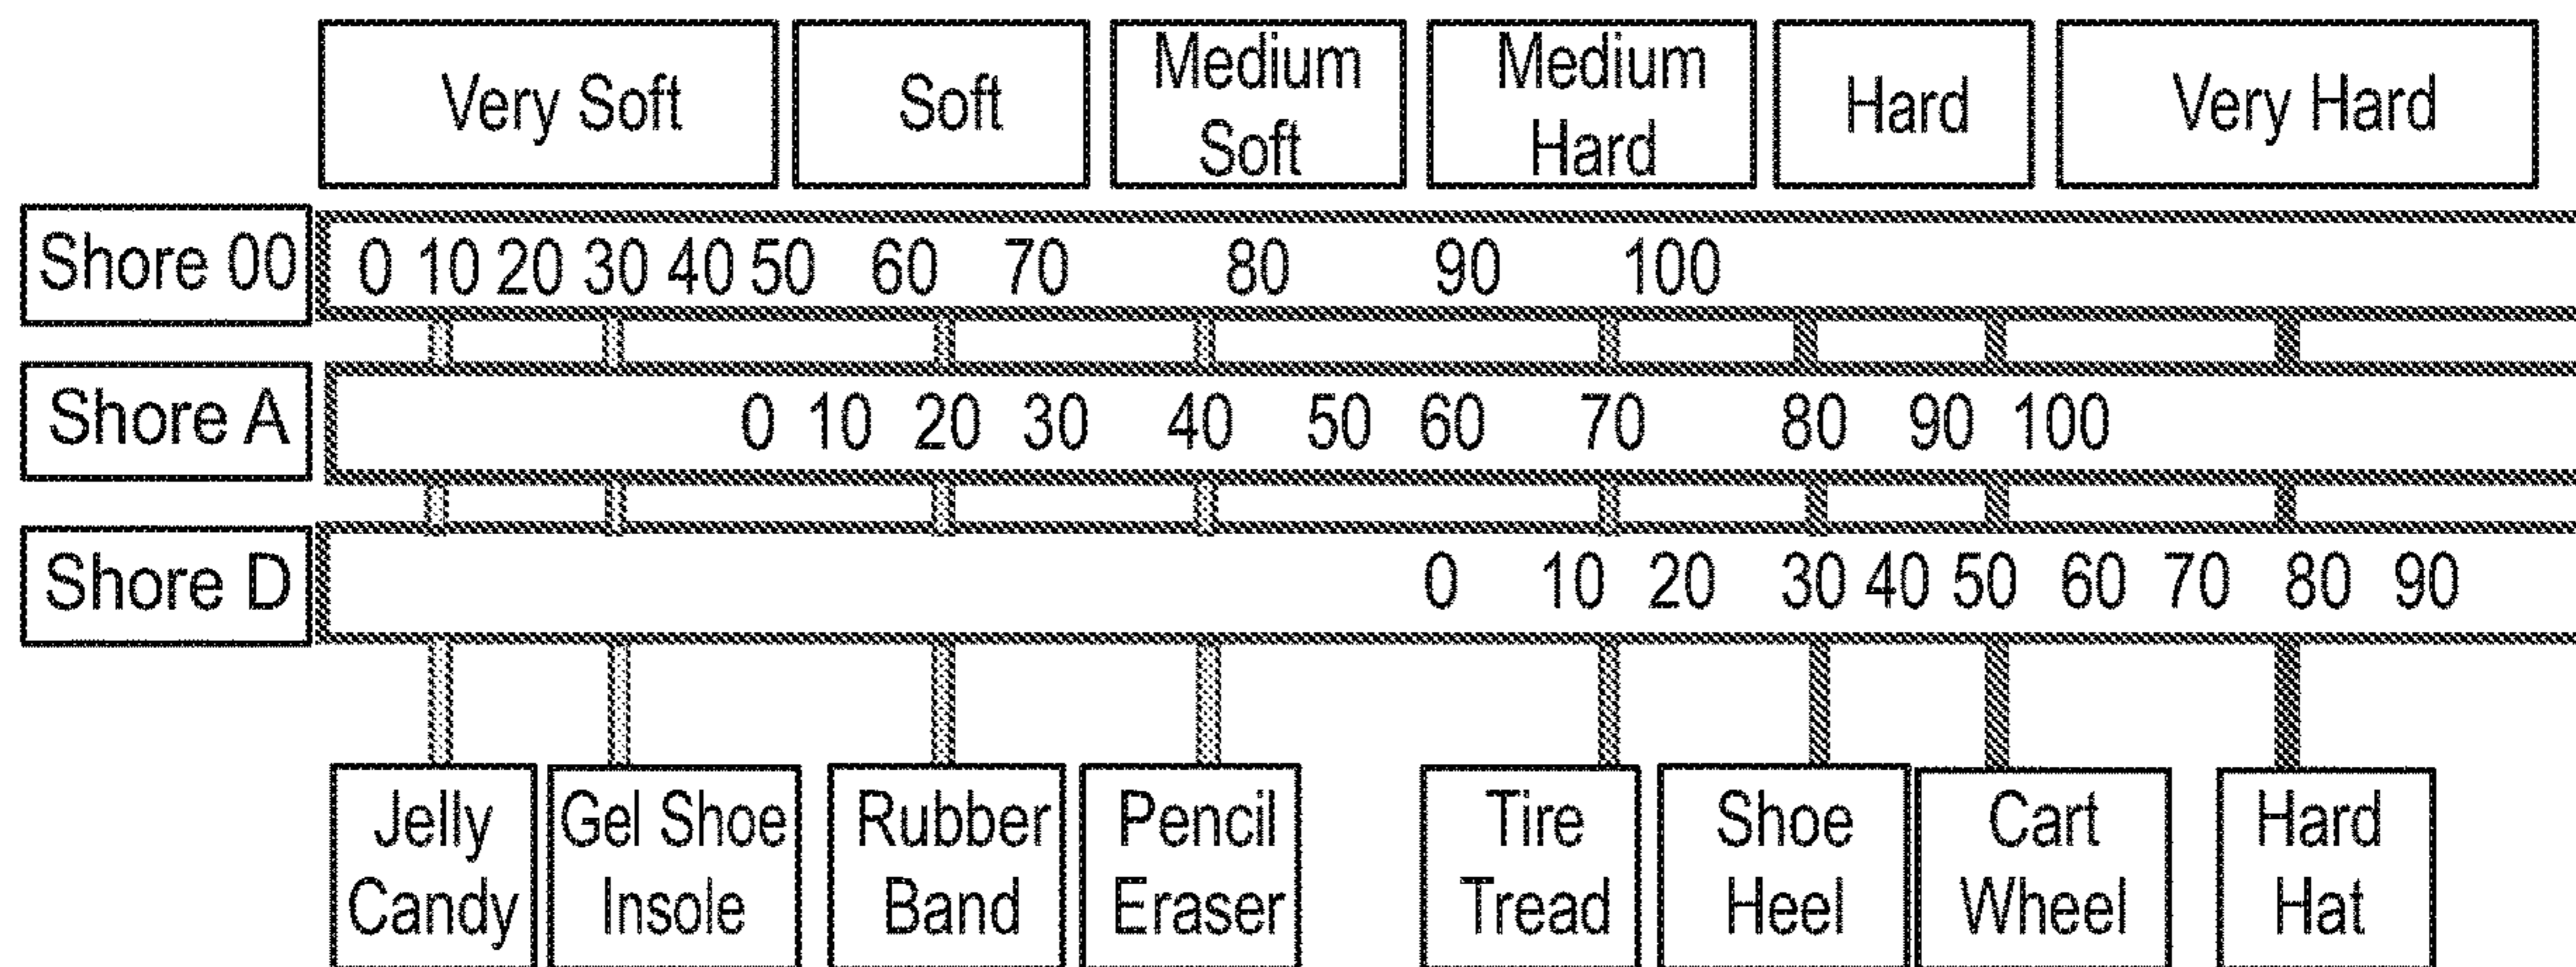 Very Soft
Soft
Medium
Soft
Medium
Hard
Hard
Very Hard
Shore 00
0 10 20 30 40 50 60 70 80 90 100
Shore A
0 10 20 30 40 50 60 70 80 90 100
Shore D
0 10 20 30 40 50 60 70 80 90
Jelly
Candy
Gel Shoe
Insole
Rubber
Band
Pencil
Eraser
Tire
Tread
Shoe
Heel
Cart
Wheel
Hard
Hat